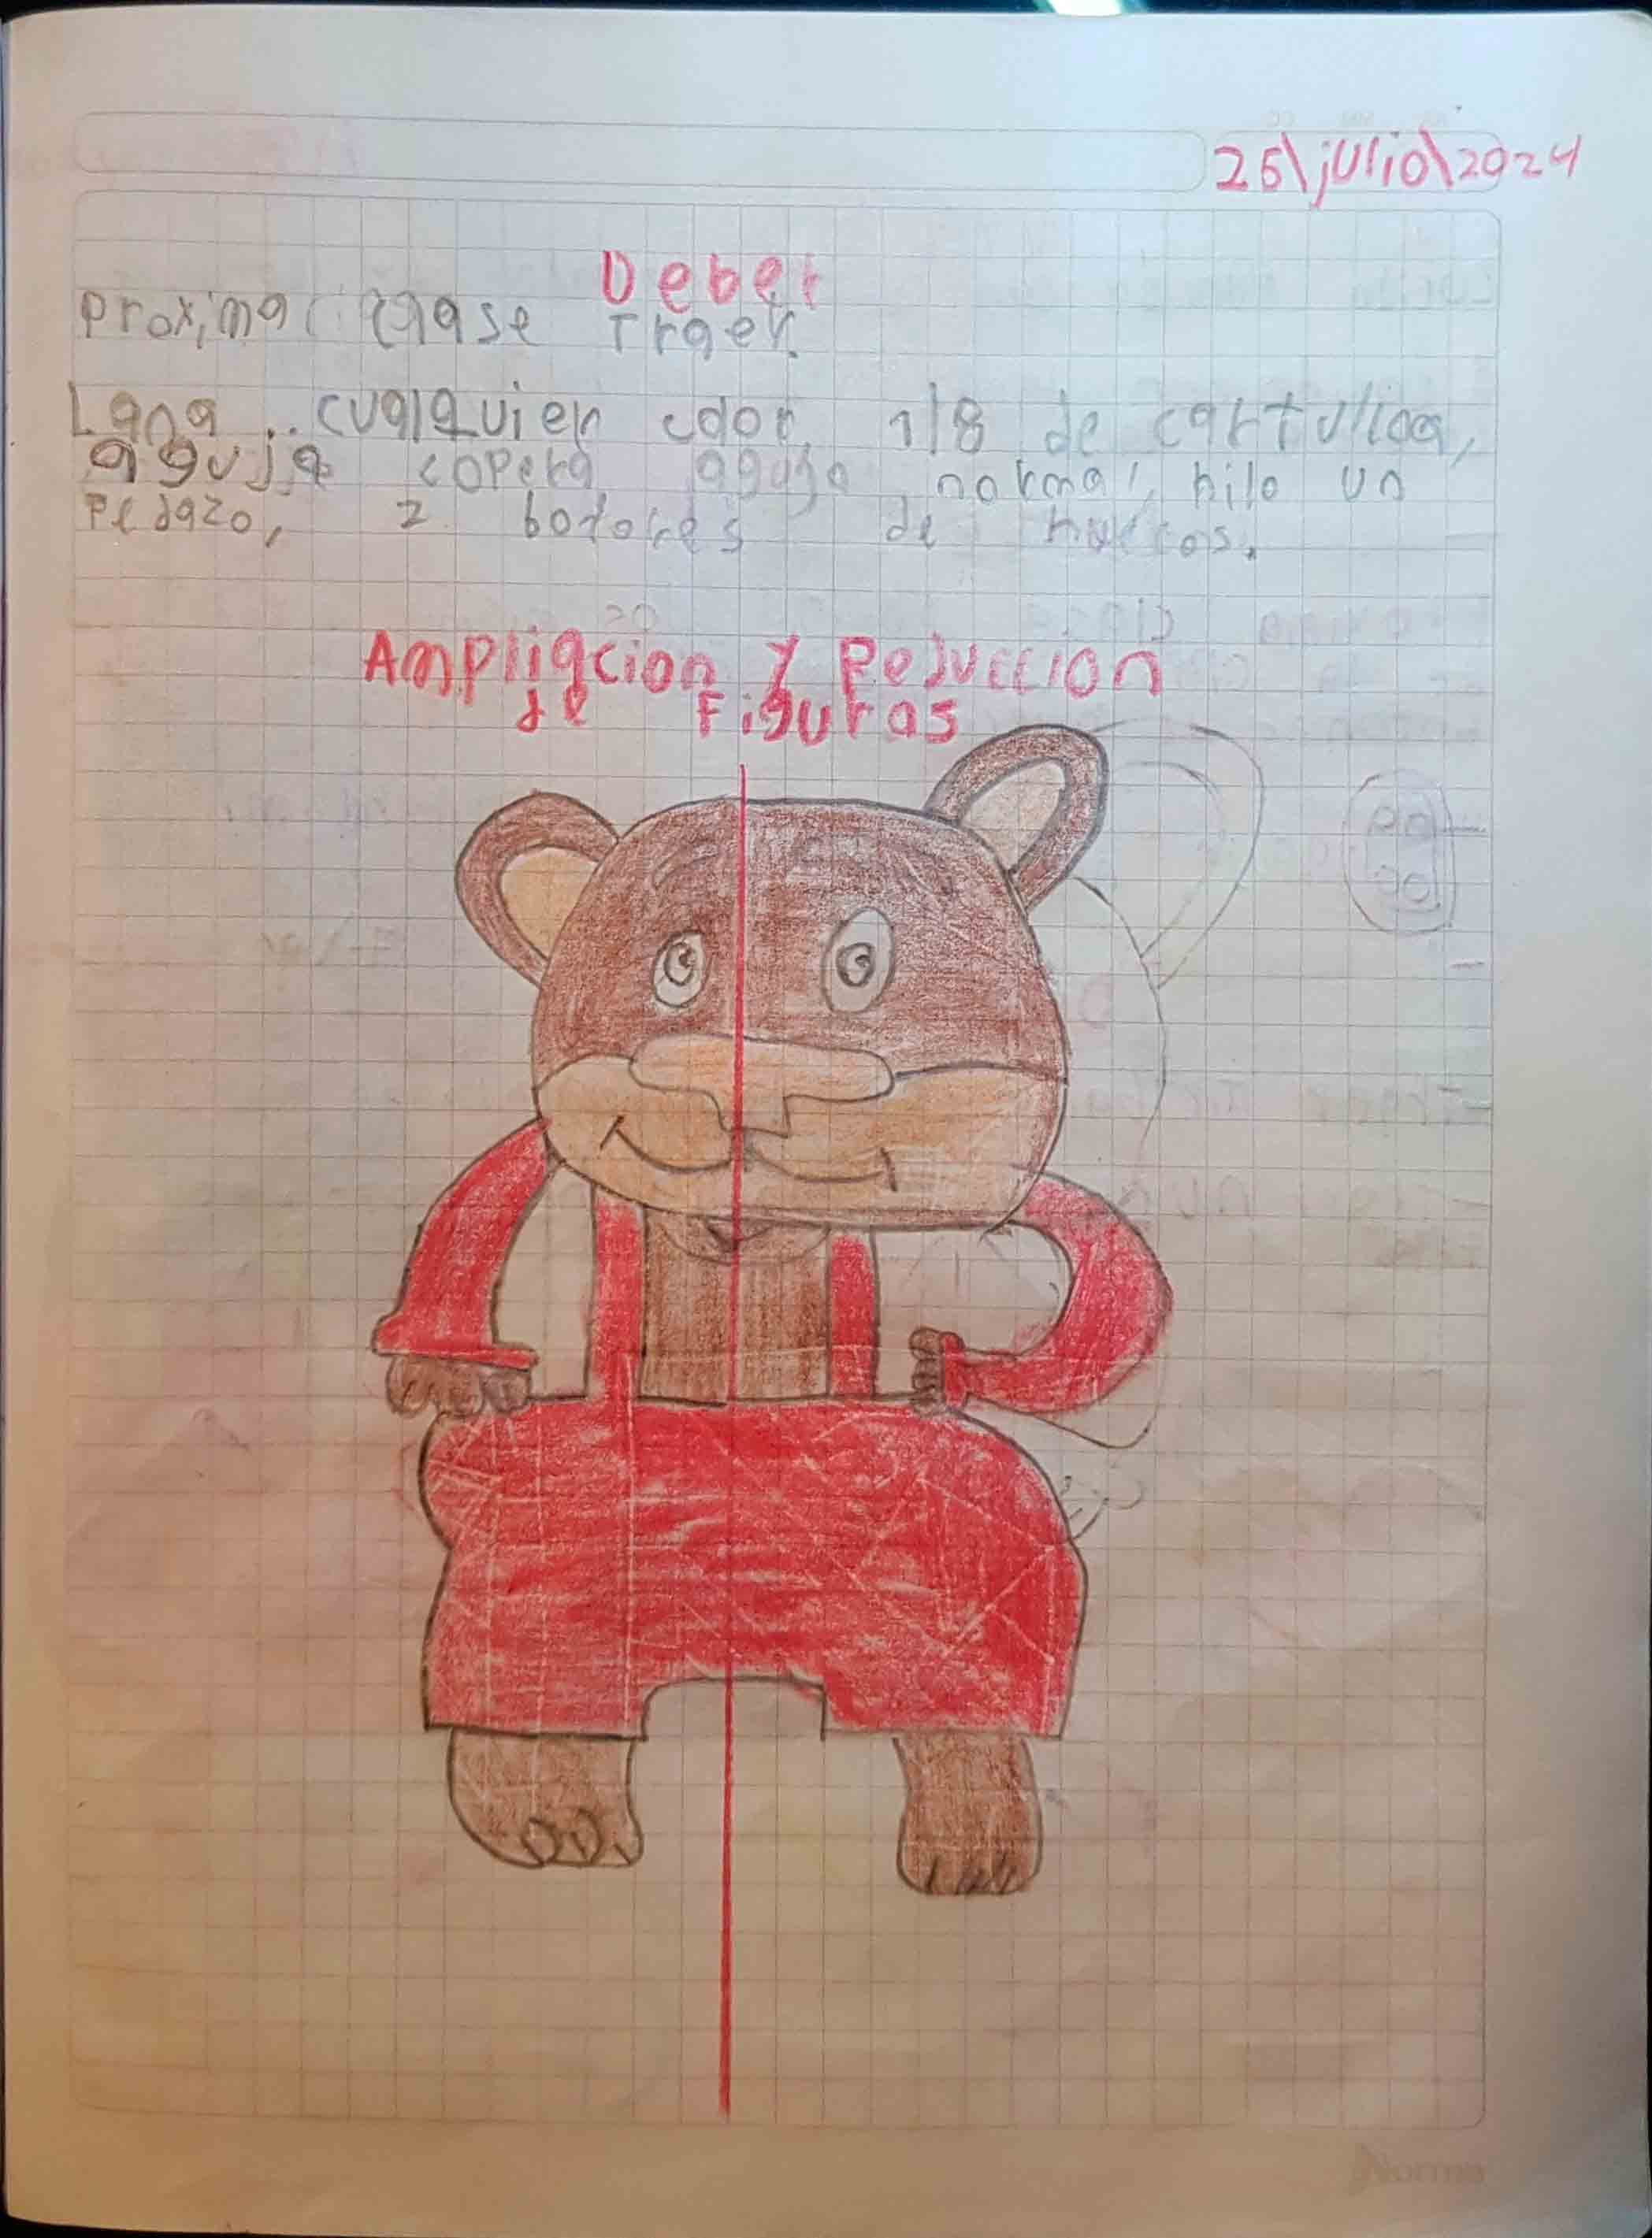 25\julio\2024
Deber
Proxima clase Traer.
Lana.. cualquier color, 1/8 de cartulina,
aguja copera aguja normal, hilo un
Pedazo, 2 botones de huecos.
Ampliacion y Reduccion
de Figuras
Norma